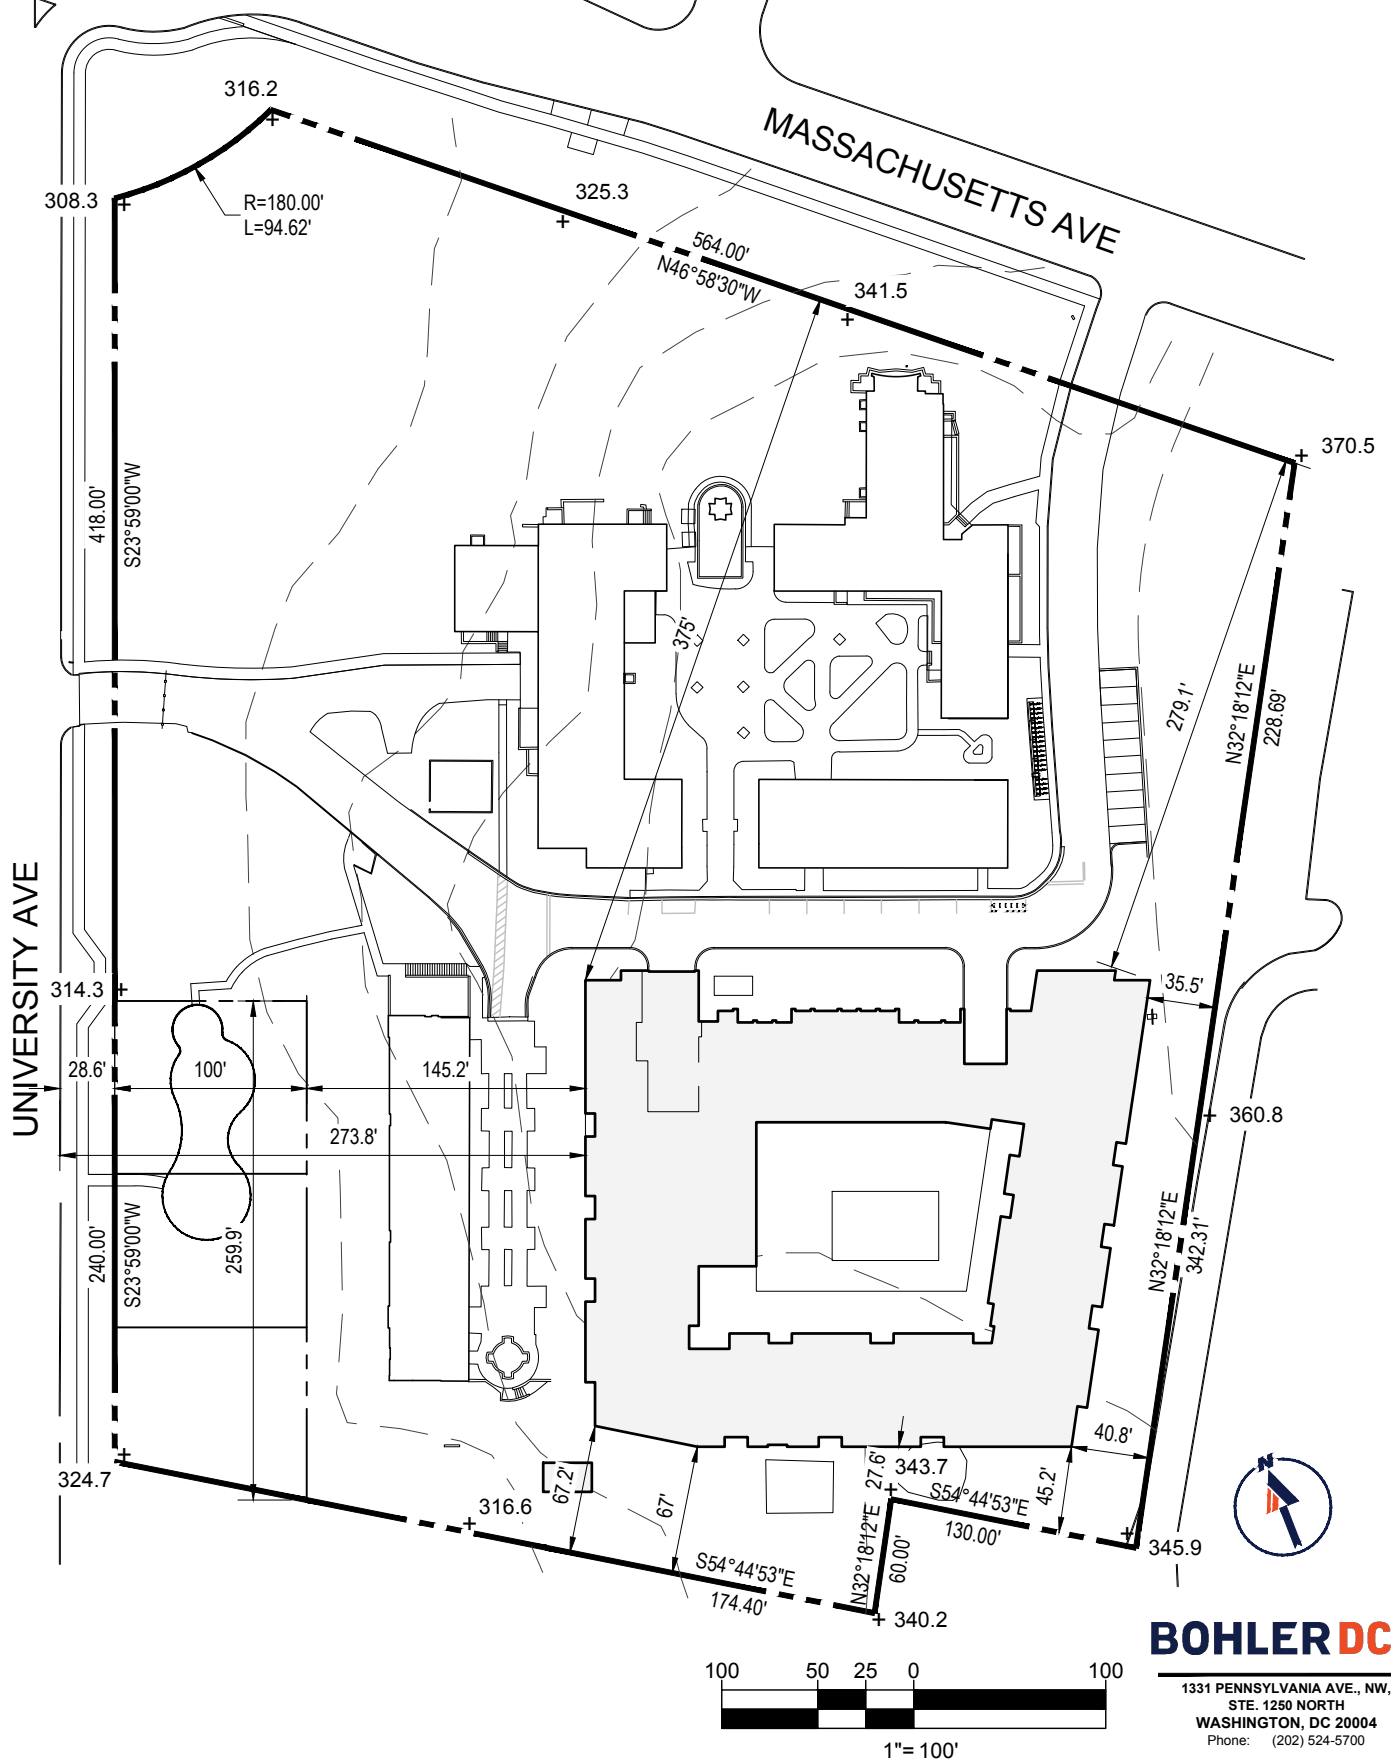 316.2
MASSACHUSETTS AVE
308.3
R=180.00'
L=94.62'
325.3
564.00'
N46°58'30"W
341.5
370.5
418.00'
S23°59'00"W
375'
279.1'
N32°18'12"E
228.69'
UNIVERSITY AVE
314.3
35.5'
28.6'
100'
145.2'
273.8'
360.8
240.00'
S23°59'00"W
259.9'
N32°18'12"E
342.31'
40.8'
324.7
316.6
67.2'
67'
27.6'
343.7
45.2'
S54°44'53"E
130.00'
345.9
N32°18'12"E
60.00'
S54°44'53"E
174.40'
340.2
N
BOHLER DC
1331 PENNSYLVANIA AVE., NW,
STE. 1250 NORTH
WASHINGTON, DC 20004
Phone: (202) 524-5700
100 50 25 0 100
1"= 100'